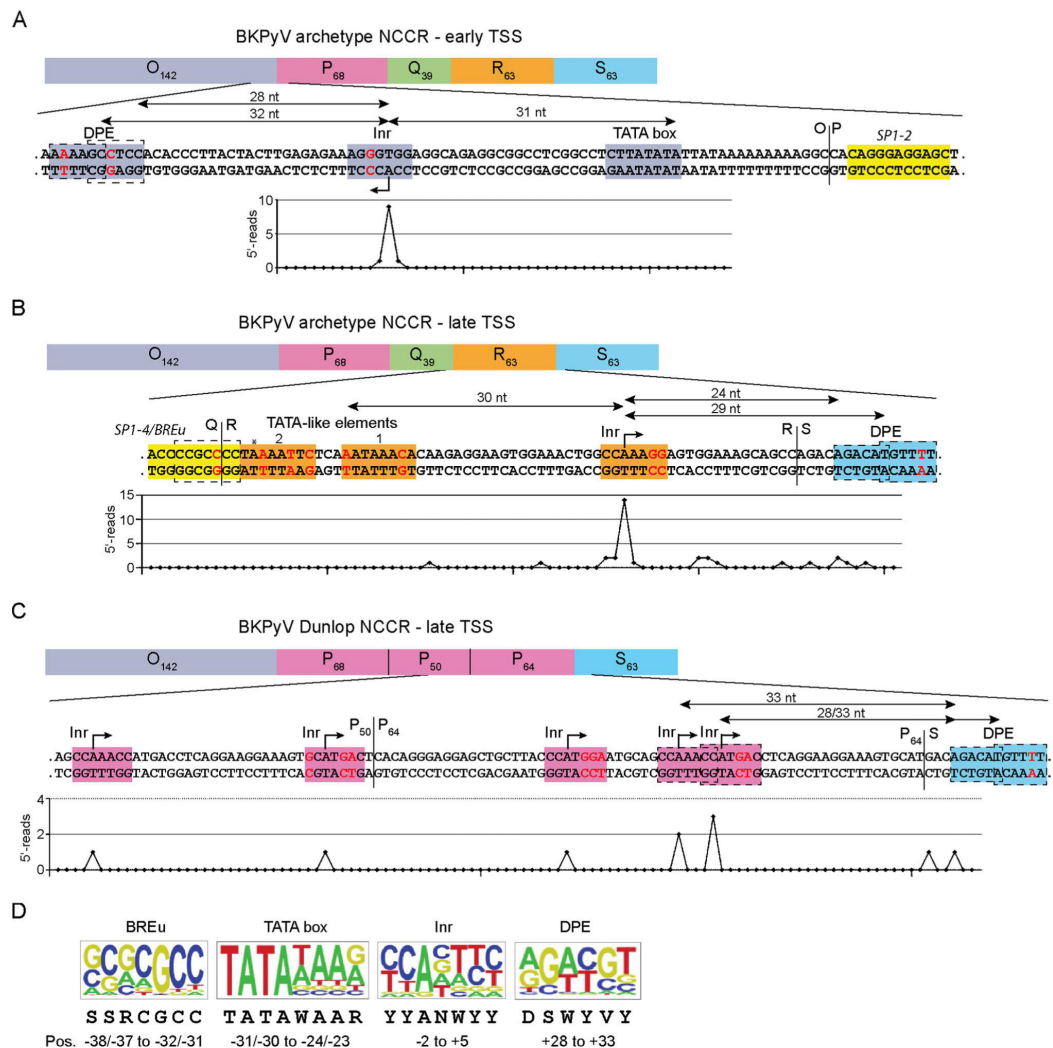 A
BKPyV archetype NCCR - early TSS
O142 P68 Q39 R63 S63
28 nt
32 nt 31 nt
DPE Inr TATA box O P SP1-2
.AAAAGCCTCCACACCCTTACTACTTGAGAGAAAGGGTGGAGGCAGAGGCGGCCTCGGCCTCTTATATATTATAAAAAAAAAGGCCACAGGGAGGAGCT.
.TTTTTCGGAGGTGTGGGAATGATGAACTCTCTTTCCCACCTCCGTCTCCGCCGGAGCCGGAGAATATATAATATTTTTTTTTCCGGTGTCCCTCCTCGA.
10
5
0
5'-reads
B
BKPyV archetype NCCR - late TSS
O142 P68 Q39 R63 S63
24 nt
30 nt 29 nt
SP1-4/BREu Q R TATA-like elements Inr R S DPE
* 2 1
.ACCCGCCCCTAAAATTCTCAAATAAACACAAGAGGAAGTGGAAACTGGCCAAAGGAGTGGAAAGCAGCCAGACAGACATGTTTT.
TGGGCGGGGATTTTAAGAGTTTATTTGTGTTCTCCTTCACCTTTGACCGGTTTCCTCACCTTTCGTCGGTCTGTCTGTACAAAA.
15
10
5
0
5'-reads
C
BKPyV Dunlop NCCR - late TSS
O142 P68 P50 P64 S63
33 nt
28/33 nt
Inr Inr P50 P64 Inr Inr Inr P64 S DPE
.AGCCAAACCATGACCTCAGGAAGGAAAGTGCATGACTCACAGGGAGGAGCTGCTTACCCATGGAATGCAGCCAAACCATGACCTCAGGAAGGAAAGTGCATGACAGACATGTTTT.
.TCGGTTTGGTACTGGAGTCCTTCCTTTCACGTACTGAGTGTCCCTCCTCGACGAATGGGTACCTTACGTCGGTTTGGTACTGGAGTCCTTCCTTTCACGTACTGTCTGTACAAAA.
4
2
0
5'-reads
D
BREu TATA box Inr DPE
SSRCGCC TATAWAAR YYANWYY DSWYVY
Pos. -38/-37 to -32/-31 -31/-30 to -24/-23 -2 to +5 +28 to +33